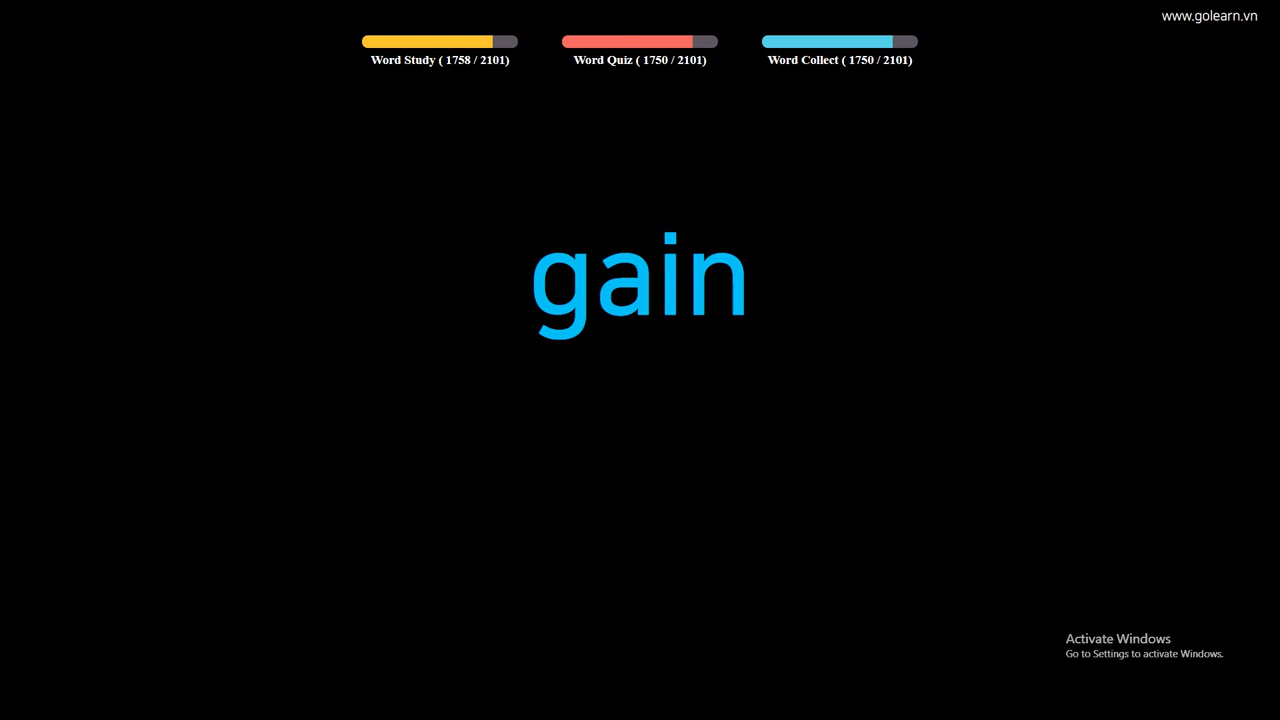 www.golearn.vn
Word Study ( 1758 / 2101)
Word Quiz ( 1750 / 2101)
Word Collect ( 1750 / 2101)
gain
Activate Windows
Go to Settings to activate Windows.